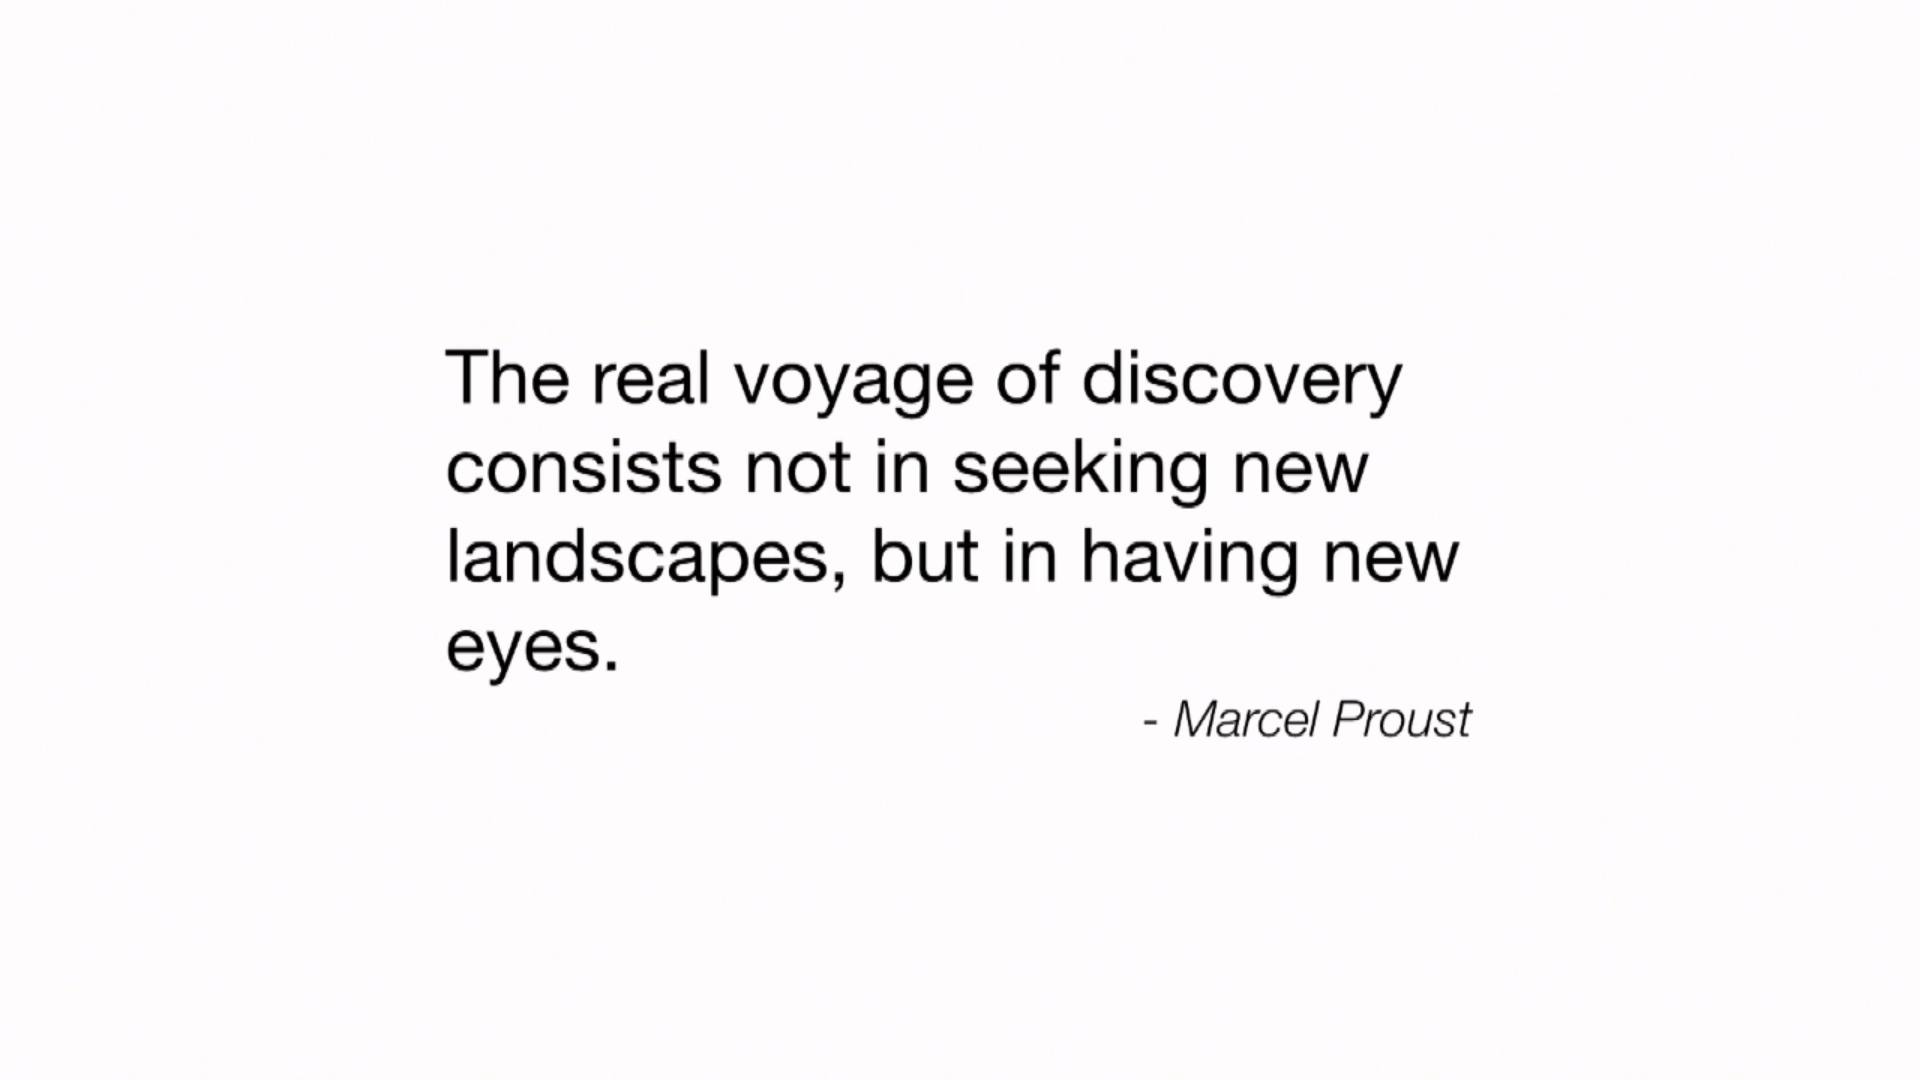 The real voyage of discovery
consists not in seeking new
landscapes, but in having new
eyes.
- Marcel Proust